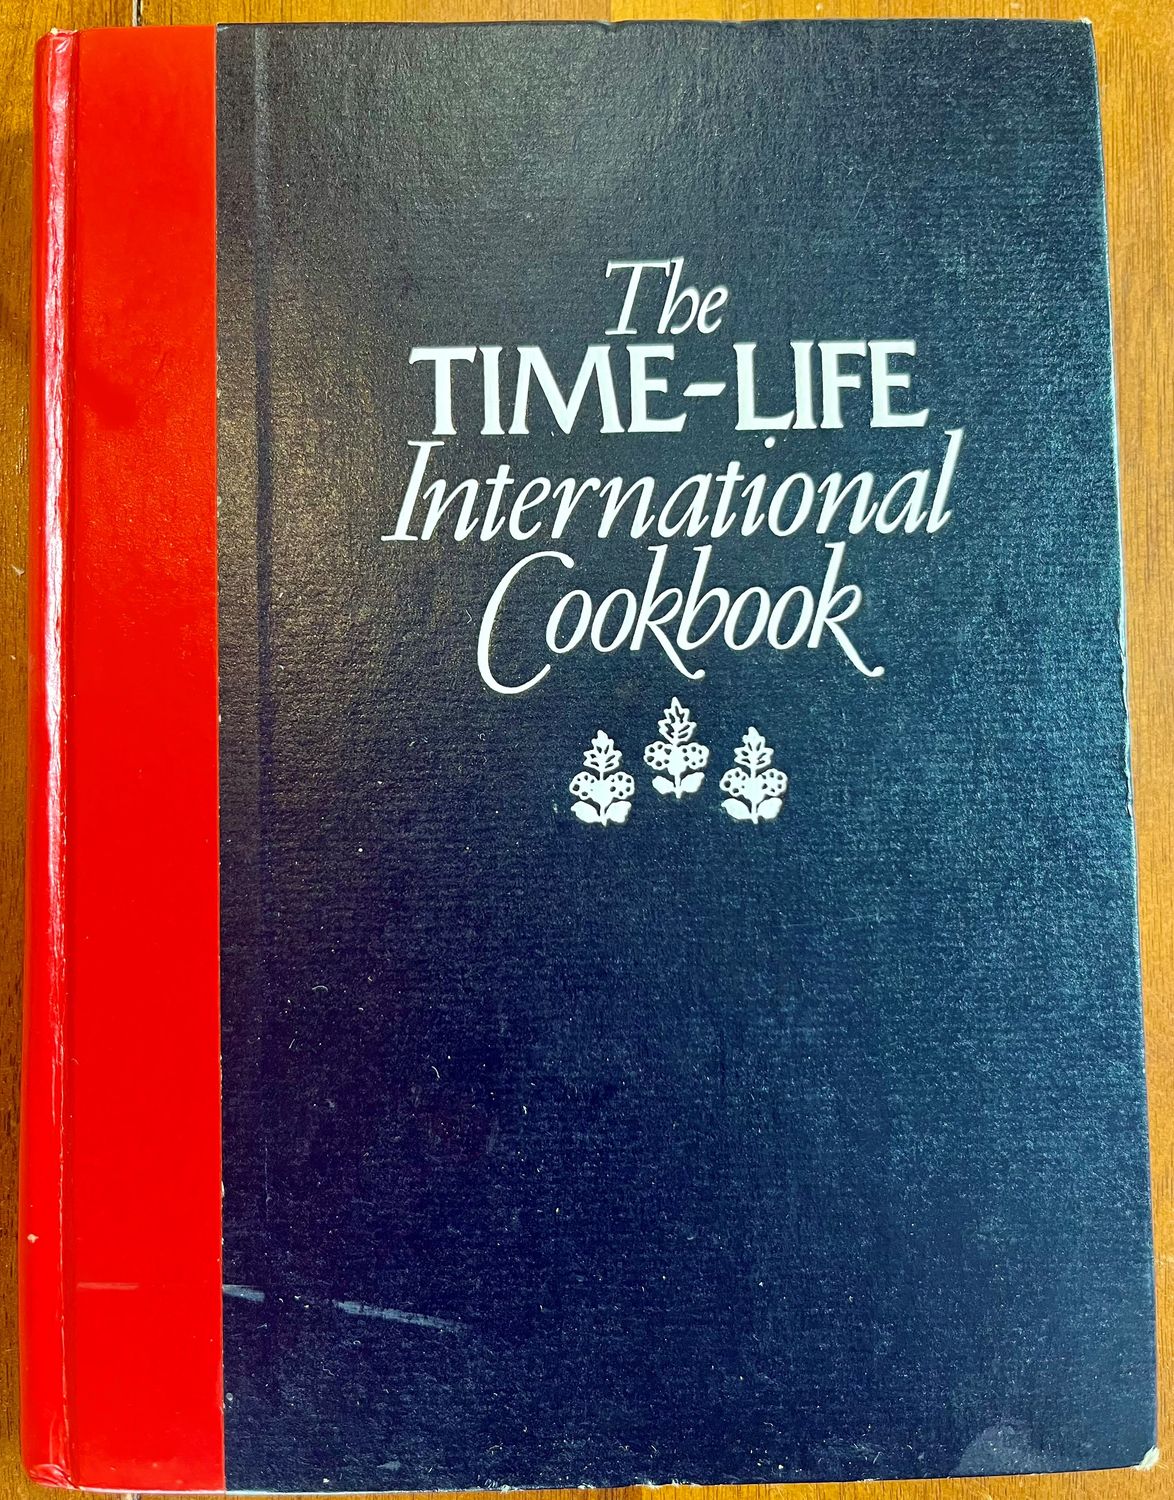 The
TIME-LIFE
International
Cookbook